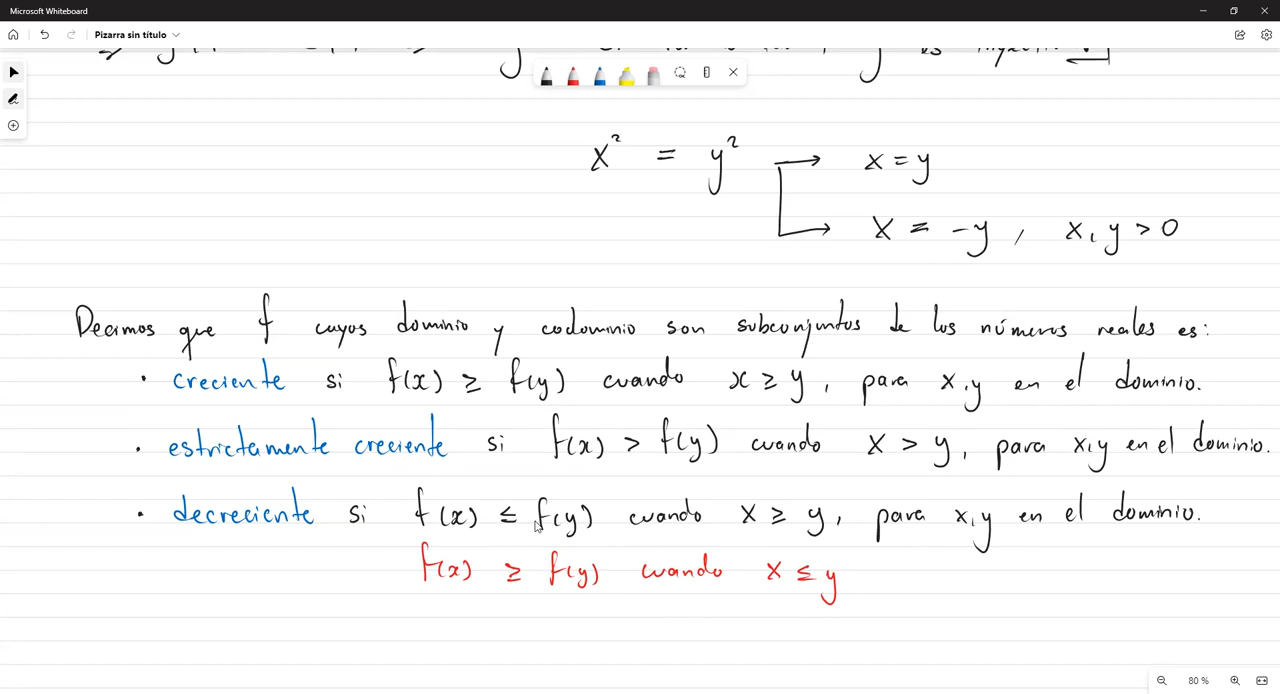 Microsoft Whiteboard
Pizarra sin título
es
x² = y² → x = y
→ x = -y , x, y > 0
Decimos que f cuyos dominio y codominio son subconjuntos de los números reales es:
· creciente si f(x) ≥ f(y) cuando x ≥ y, para x, y en el dominio.
· estrictamente creciente si f(x) > f(y) cuando x > y, para x, y en el dominio.
· decreciente si f(x) ≤ f(y) cuando x ≥ y, para x, y en el dominio.
f(x) ≥ f(y) cuando x ≤ y
80 %